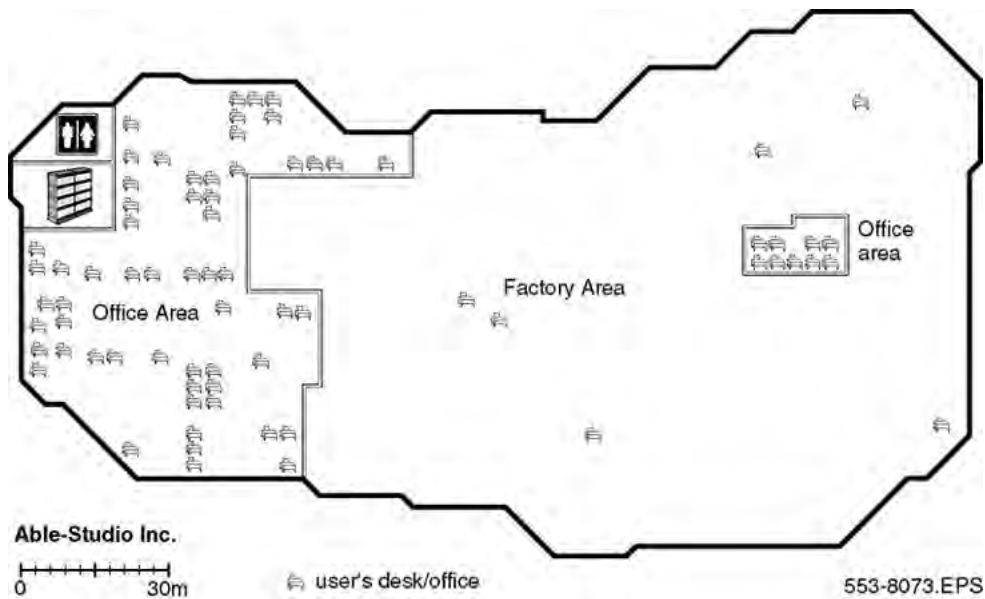 Office
area
Factory Area
Office Area
Able-Studio Inc.
0 30m
user's desk/office
553-8073.EPS